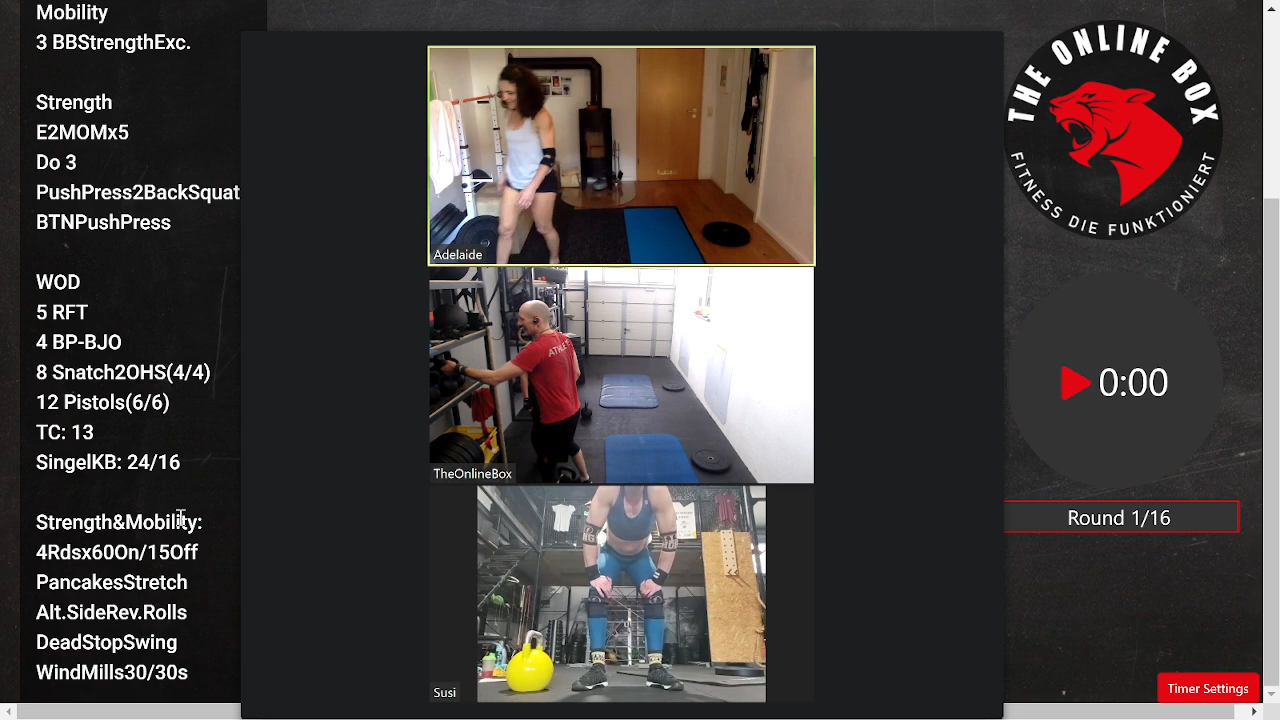 Mobility
3 BBStrengthExc.
Strength
E2MOMx5
Do 3
PushPress2BackSquat
BTNPushPress
WOD
5 RFT
4 BP-BJO
8 Snatch2OHS(4/4)
12 Pistols(6/6)
TC: 13
SingelKB: 24/16
Strength&Mobility:
4Rdsx60On/15Off
PancakesStretch
Alt.SideRev.Rolls
DeadStopSwing
WindMills30/30s
Adelaide
TheOnlineBox
Susi
THE ONLINE BOX
FITNESS DIE FUNKTIONIERT
0:00
Round 1/16
Timer Settings